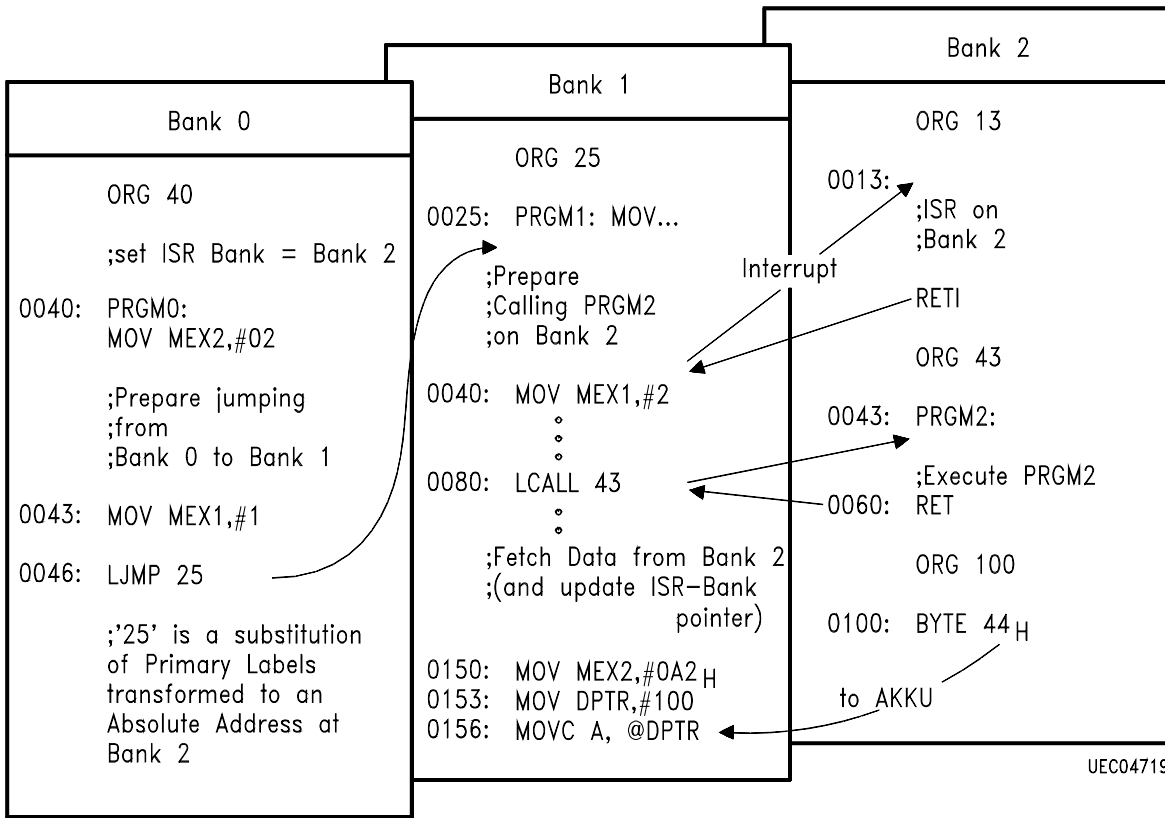 Bank 0
ORG 40
;set ISR Bank = Bank 2
0040: PRGM0:
MOV MEX2,#02
;Prepare jumping
;from
;Bank 0 to Bank 1
0043: MOV MEX1,#1
0046: LJMP 25
;'25' is a substitution
of Primary Labels
transformed to an
Absolute Address at
Bank 2
Bank 1
ORG 25
0025: PRGM1: MOV...
;Prepare
;Calling PRGM2
;on Bank 2
0040: MOV MEX1,#2
0080: LCALL 43
;Fetch Data from Bank 2
;(and update ISR-Bank
pointer)
0150: MOV MEX2,#0A2H
0153: MOV DPTR,#100
0156: MOVC A, @DPTR
Interrupt
Bank 2
ORG 13
0013:
;ISR on
;Bank 2
RETI
ORG 43
0043: PRGM2:
;Execute PRGM2
0060: RET
ORG 100
0100: BYTE 44H
to AKKU
UEC04719